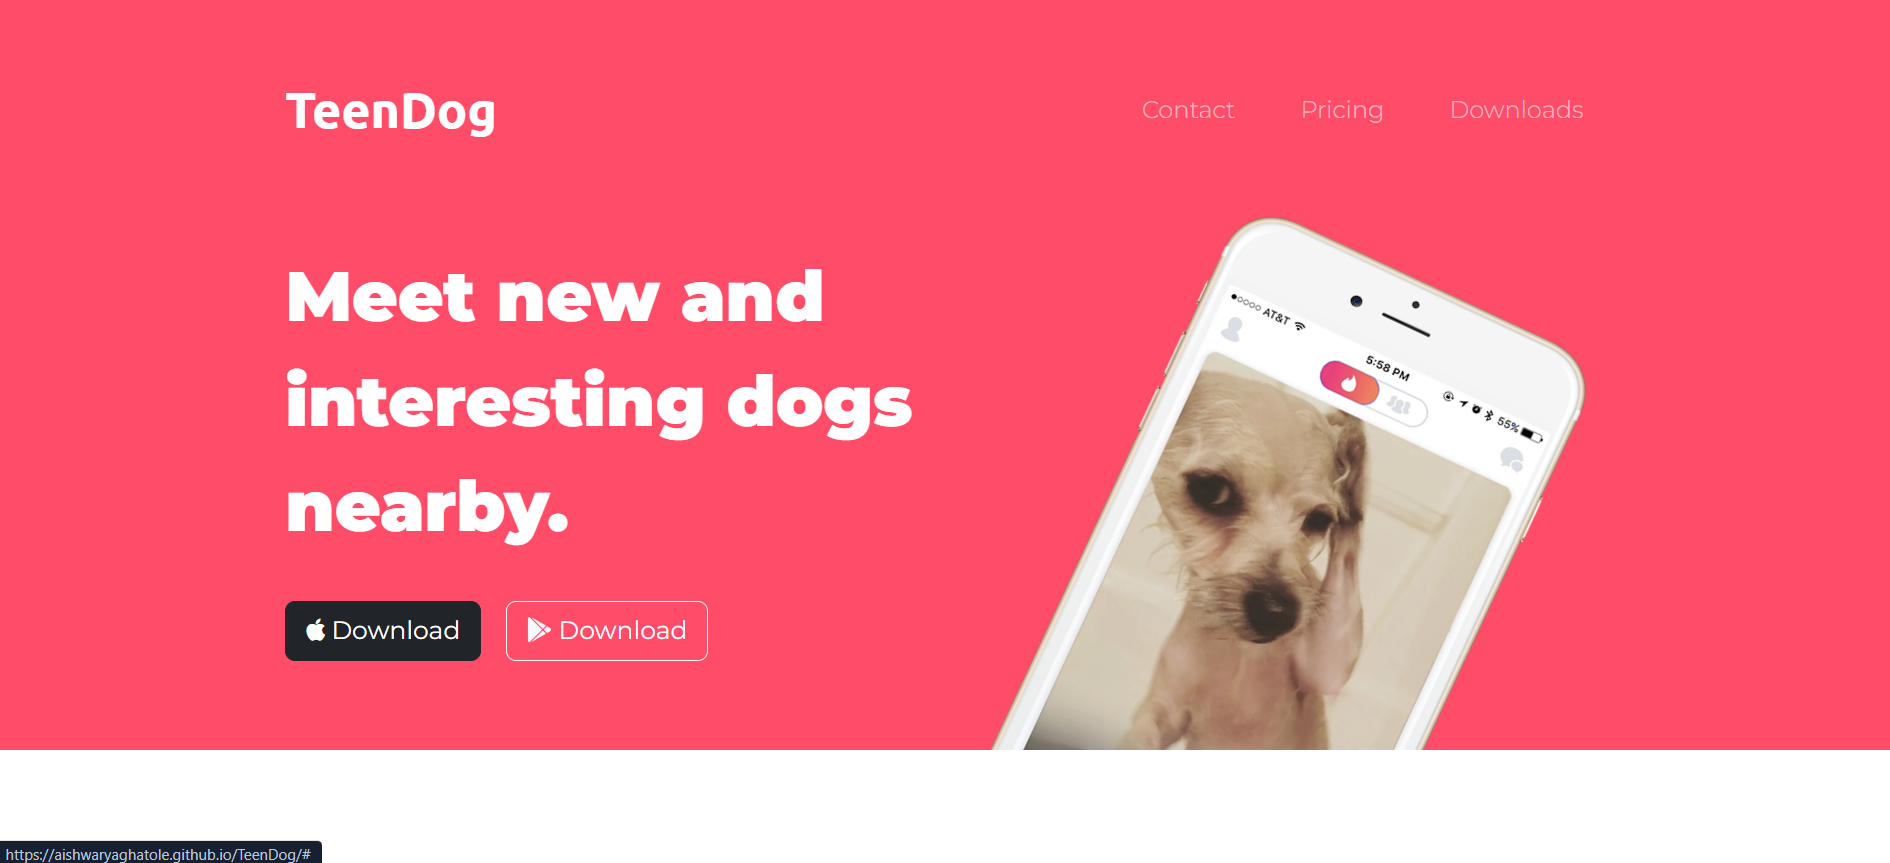 TeenDog
Contact Pricing Downloads
Meet new and
interesting dogs
nearby.
Download Download
AT&T
5:58 PM
55%
https://aishwaryaghatole.github.io/TeenDog/#